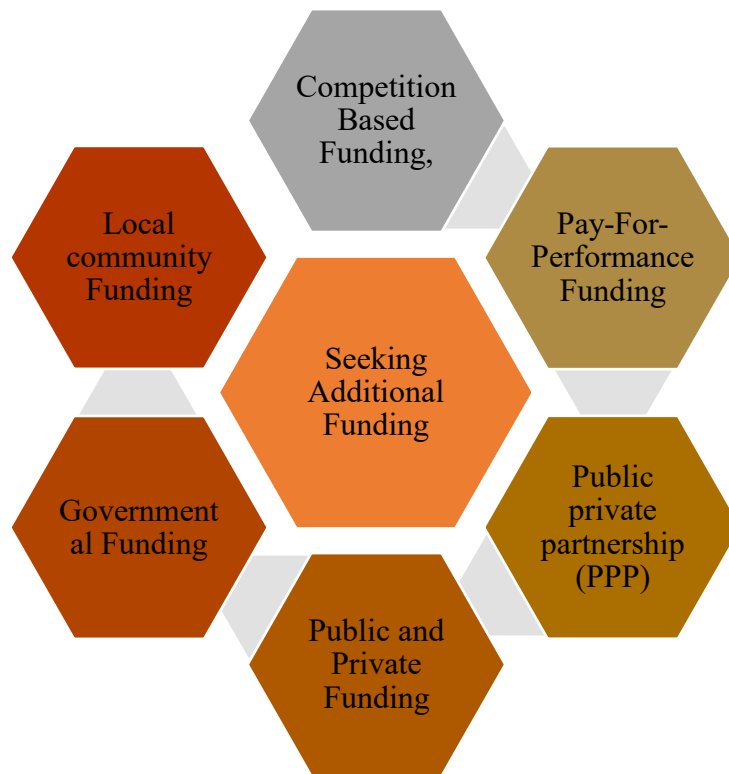 Competition
Based
Funding,
Pay-For-
Performance
Funding
Public
private
partnership
(PPP)
Public and
Private
Funding
Government
al Funding
Local
community
Funding
Seeking
Additional
Funding